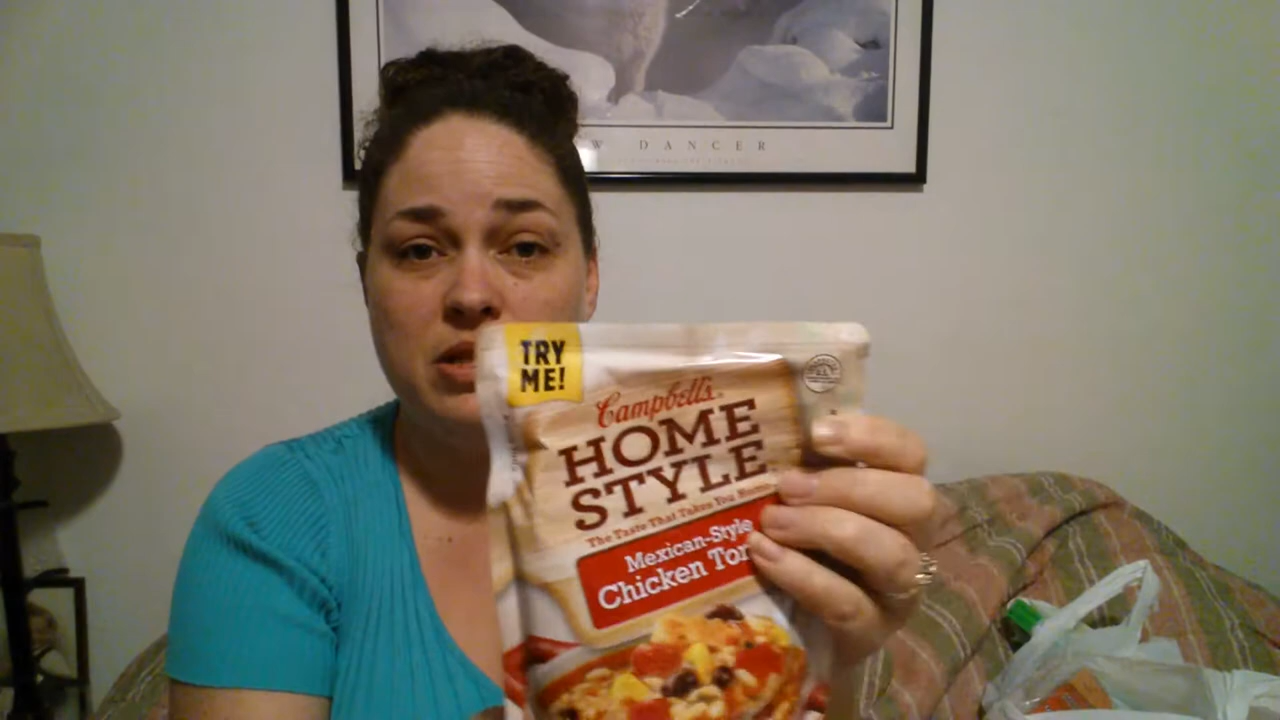 W DANCER
TRY
ME!
Campbell's
HOME
STYLE
The Taste That Takes You Home
Mexican-Style
Chicken Tor